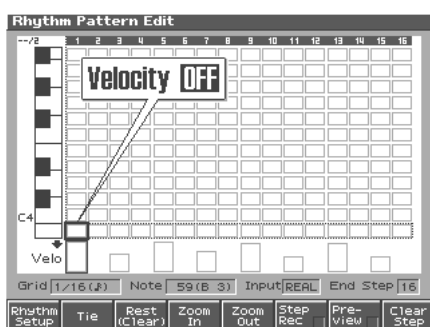 Rhythm Pattern Edit
--/2 1 2 3 4 5 6 7 8 9 10 11 12 13 14 15 16
Velocity OFF
C4
Velo
Grid 1/16(♪) Note 59(B 3) Input REAL End Step 16
Rhythm Setup Tie Rest (Clear) Zoom In Zoom Out Step Rec Pre-view Clear Step